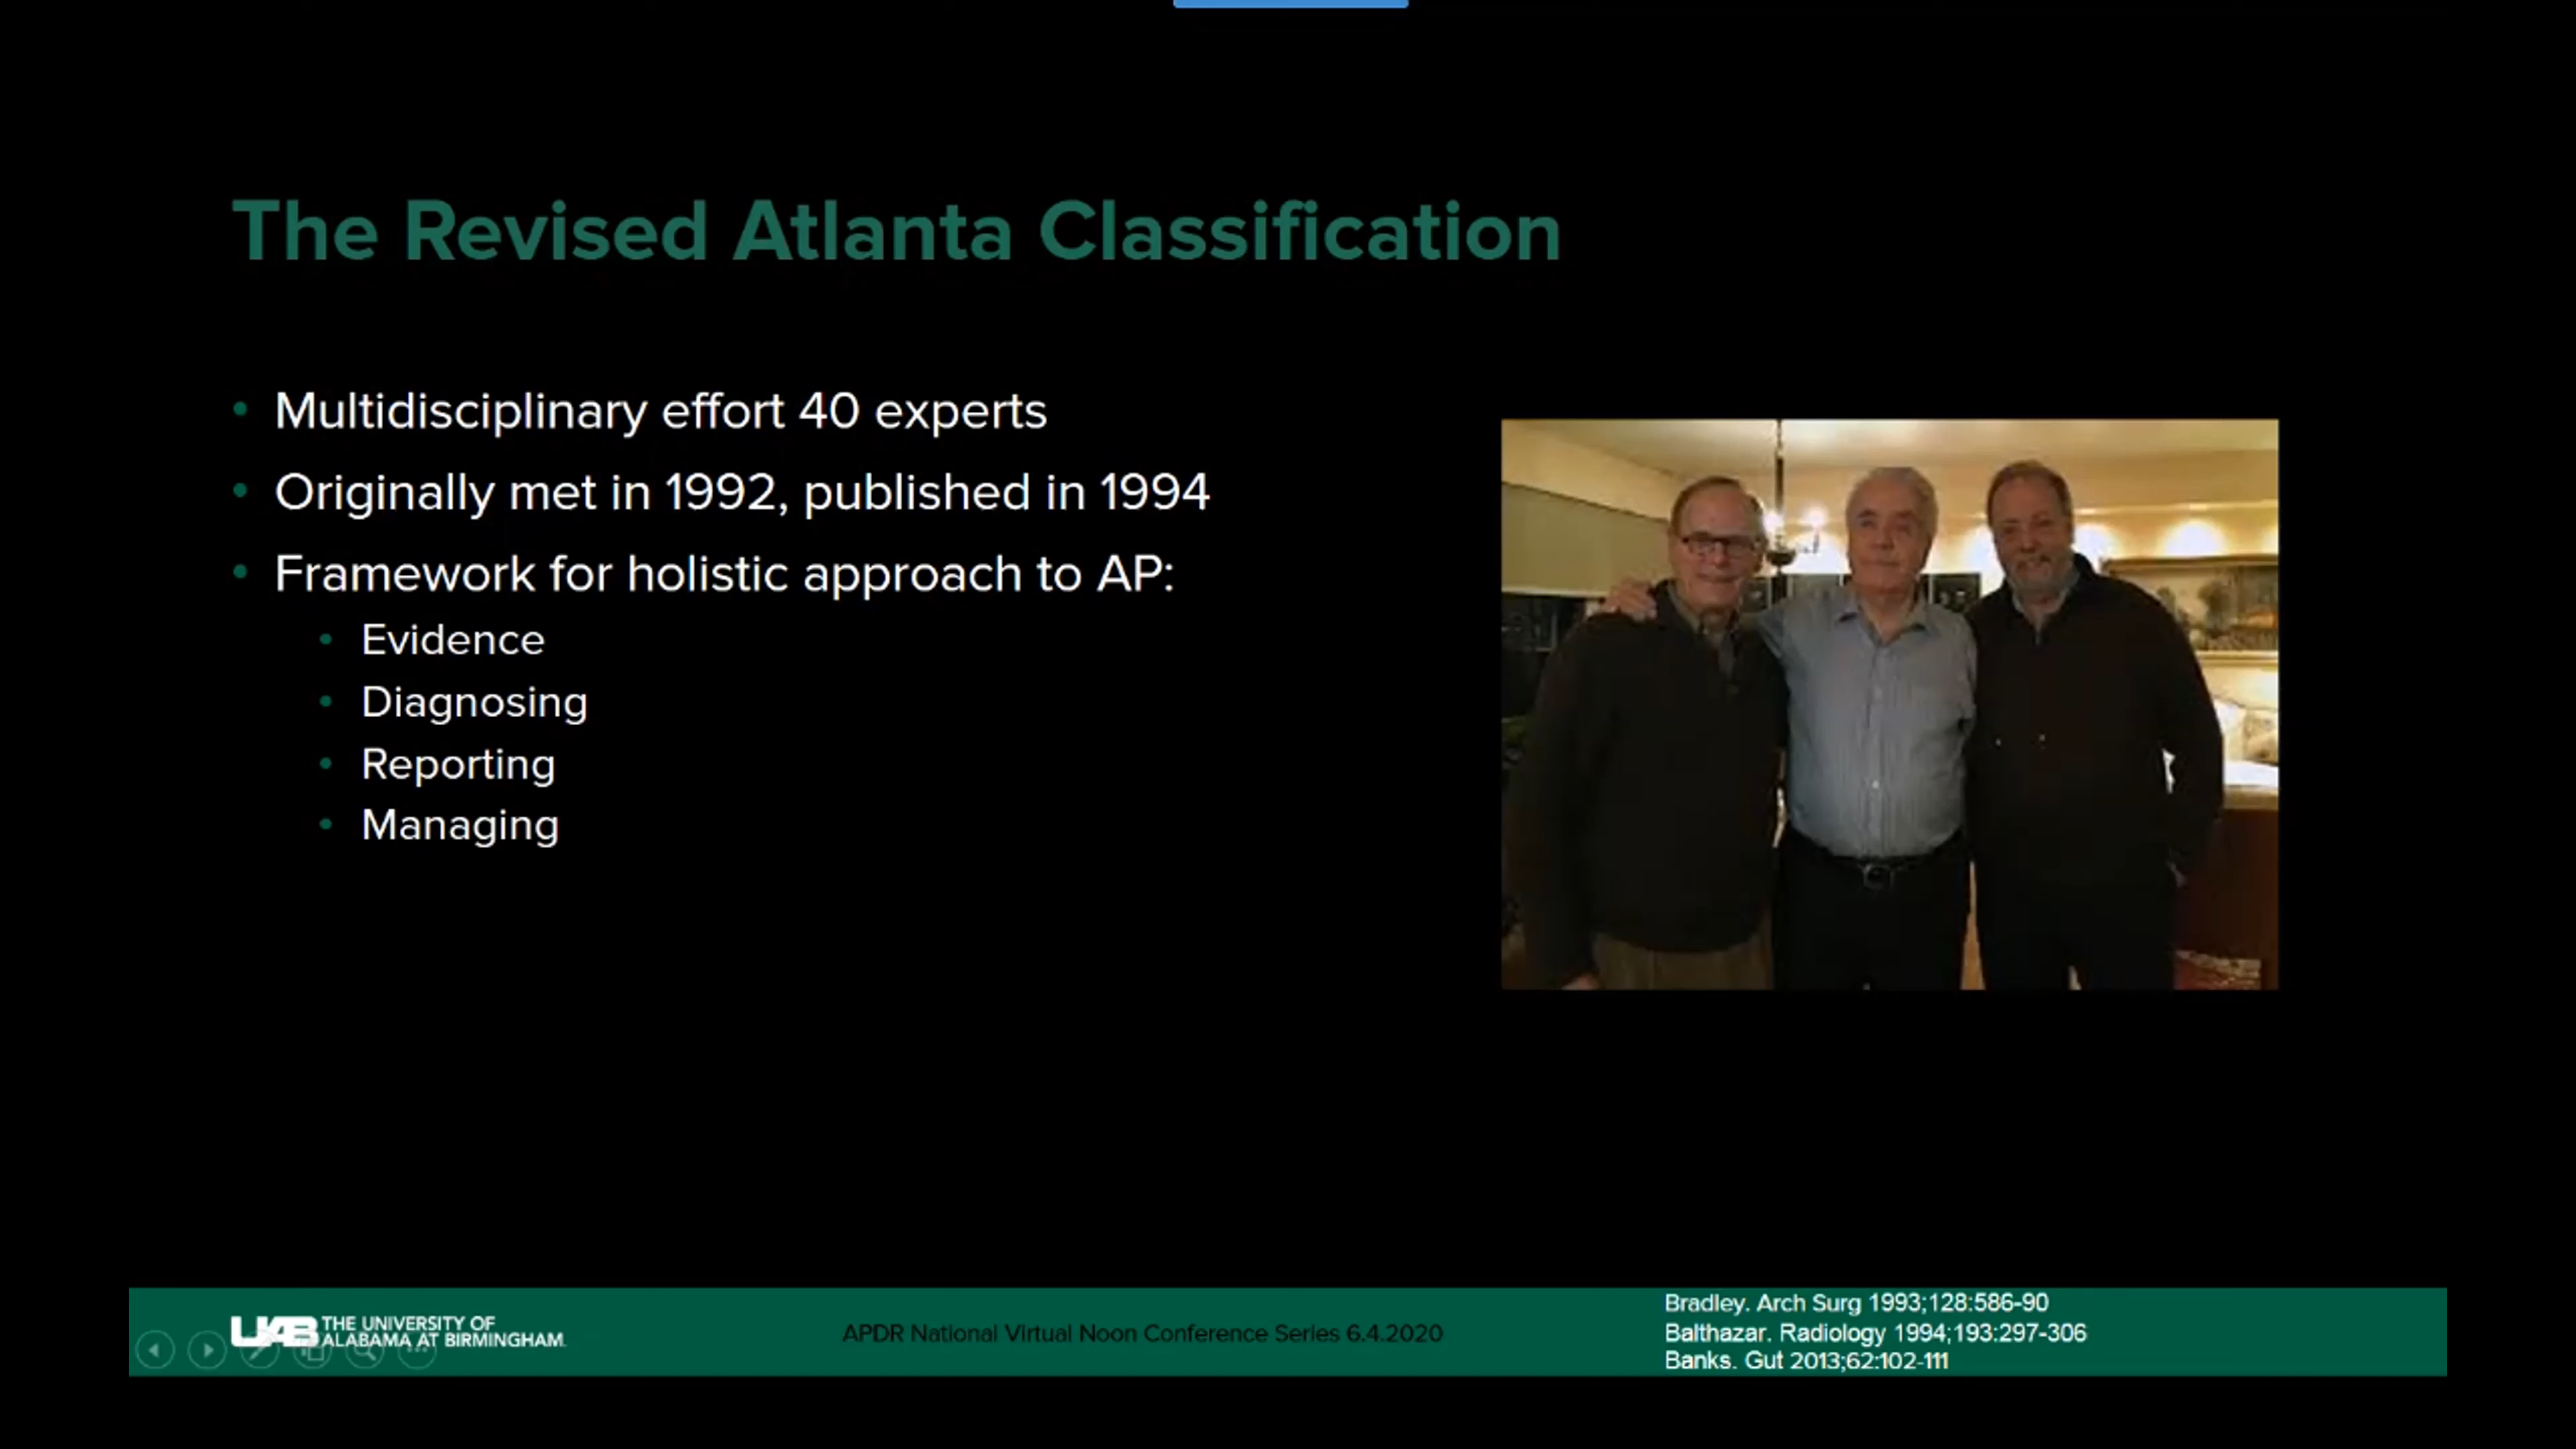 The Revised Atlanta Classification
• Multidisciplinary effort 40 experts
• Originally met in 1992, published in 1994
• Framework for holistic approach to AP:
• Evidence
• Diagnosing
• Reporting
• Managing
UAB THE UNIVERSITY OF
ALABAMA AT BIRMINGHAM.
APDR National Virtual Noon Conference Series 6.4.2020
Bradley. Arch Surg 1993;128:586-90
Balthazar. Radiology 1994;193:297-306
Banks. Gut 2013;62:102-111